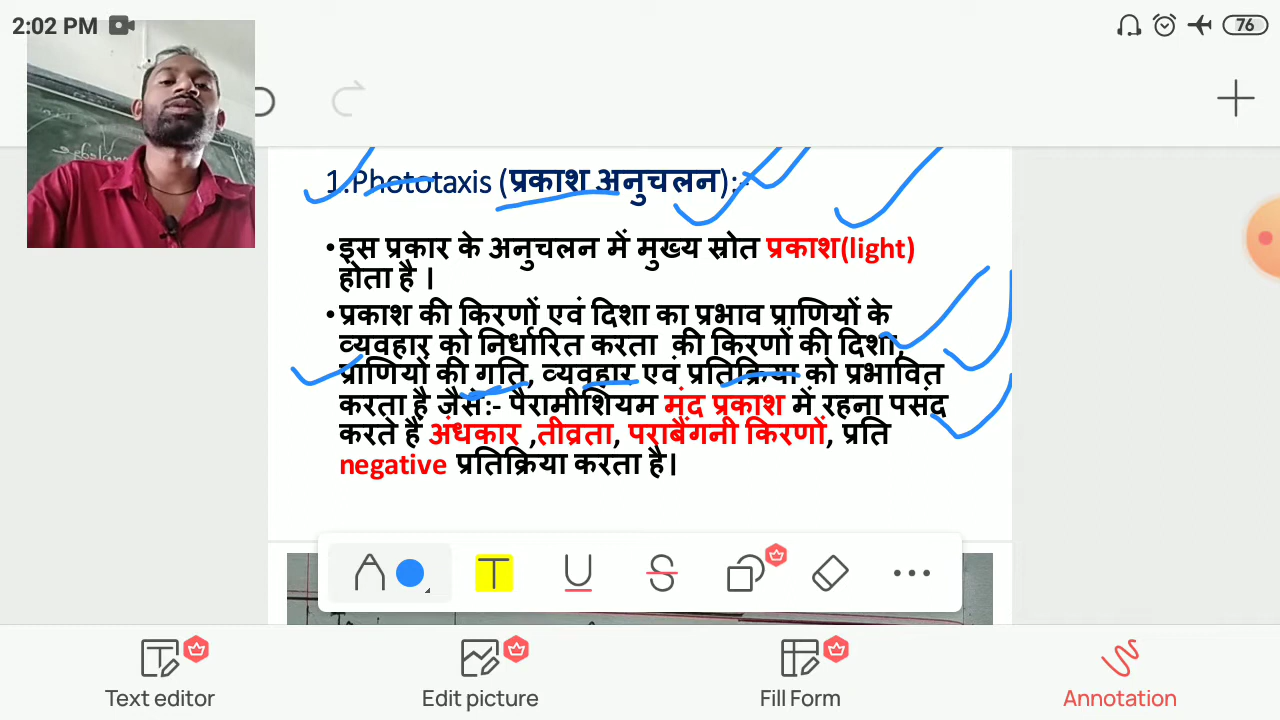 2:02 PM
76
1.Phototaxis (प्रकाश अनुचलन):-
•इस प्रकार के अनुचलन में मुख्य स्रोत प्रकाश(light)
होता है ।
•प्रकाश की किरणों एवं दिशा का प्रभाव प्राणियों के
व्यवहार को निर्धारित करता की किरणों की दिशा,
प्राणियों की गति, व्यवहार एवं प्रतिक्रिया को प्रभावित
करता है जैसे:- पैरामीशियम मंद प्रकाश में रहना पसंद
करते हैं अंधकार ,तीव्रता, पराबैंगनी किरणों, प्रति
negative प्रतिक्रिया करता है।
Text editor
Edit picture
Fill Form
Annotation